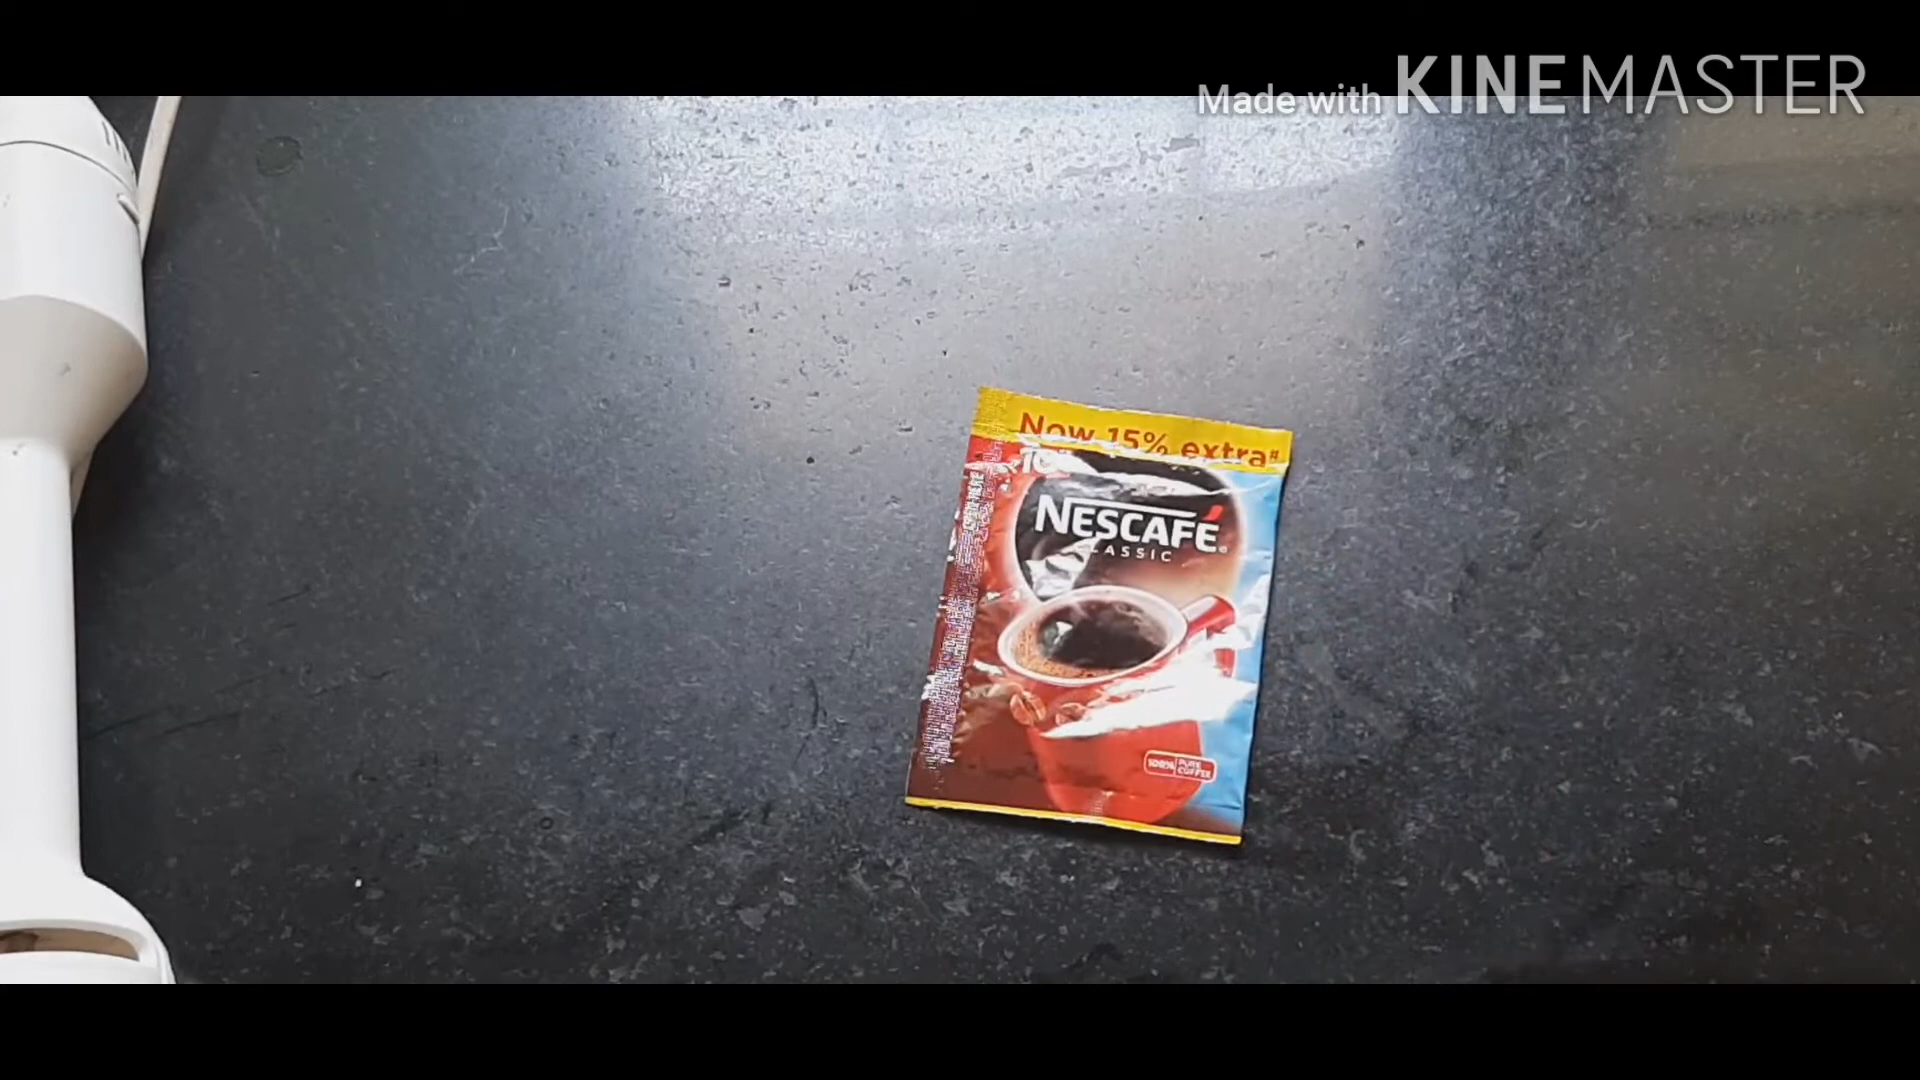 Made with KINEMASTER
Now 15% extra#
NESCAFÉ
CLASSIC
100% PURE
COFFEE